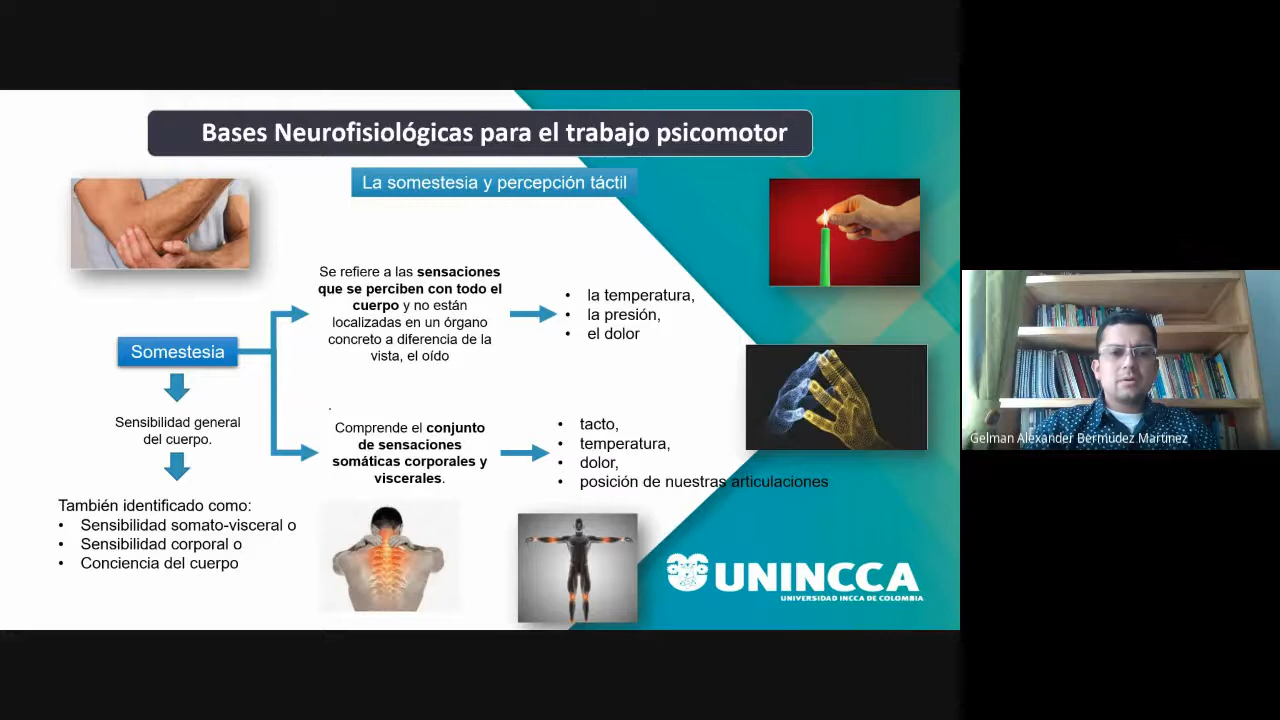 Bases Neurofisiológicas para el trabajo psicomotor
La somestesia y percepción táctil
Se refiere a las sensaciones
que se perciben con todo el
cuerpo y no están
localizadas en un órgano
concreto a diferencia de la
vista, el oído
• la temperatura,
• la presión,
• el dolor
Somestesia
Sensibilidad general
del cuerpo.
.
Comprende el conjunto
de sensaciones
somáticas corporales y
viscerales.
• tacto,
• temperatura,
• dolor,
• posición de nuestras articulaciones
También identificado como:
• Sensibilidad somato-visceral o
• Sensibilidad corporal o
• Conciencia del cuerpo
UNINCCA
UNIVERSIDAD INCCA DE COLOMBIA
Gelman Alexander Bermudez Martinez